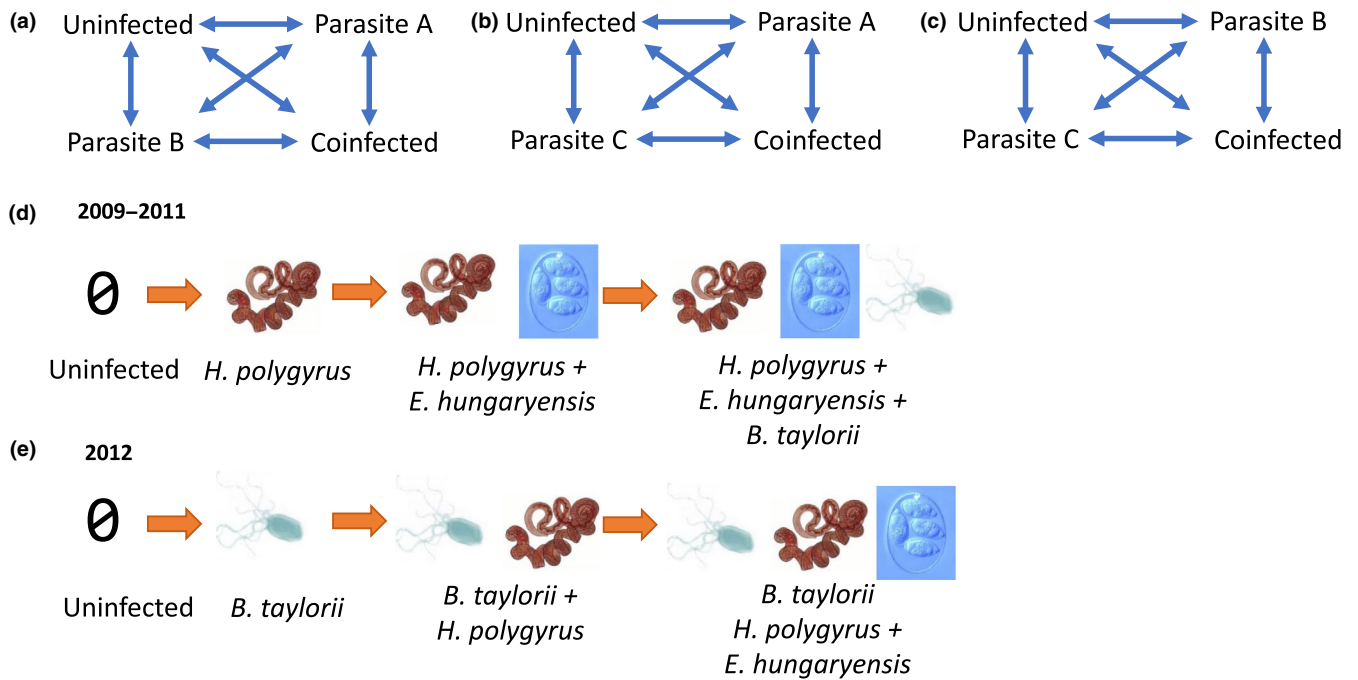 (a)
Uninfected
Parasite A
Parasite B
Coinfected
(b)
Uninfected
Parasite A
Parasite C
Coinfected
(c)
Uninfected
Parasite B
Parasite C
Coinfected
(d)
2009–2011
0
Uninfected
H. polygyrus
H. polygyrus +
E. hungaryensis
H. polygyrus +
E. hungaryensis +
B. taylorii
(e)
2012
0
Uninfected
B. taylorii
B. taylorii +
H. polygyrus
B. taylorii
H. polygyrus +
E. hungaryensis